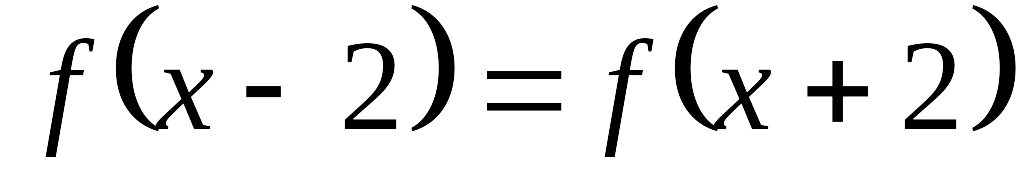 f(x - 2) = f(x + 2)